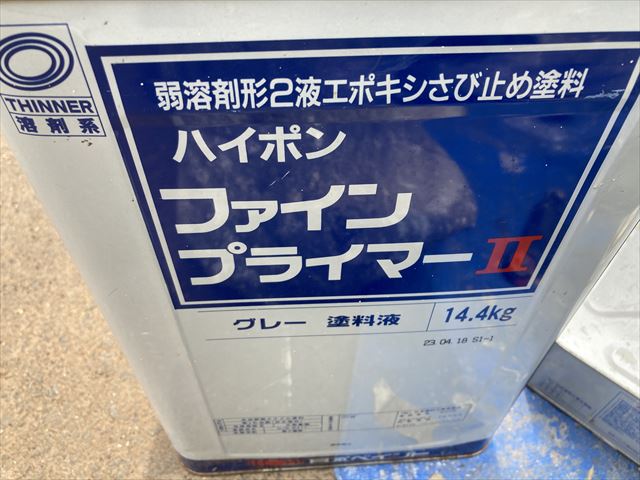 THINNER
溶剤系
弱溶剤形2液エポキシさび止め塗料
ハイポン
ファイン
プライマーII
グレー 塗料液 14.4kg
23.04.18 S1-1